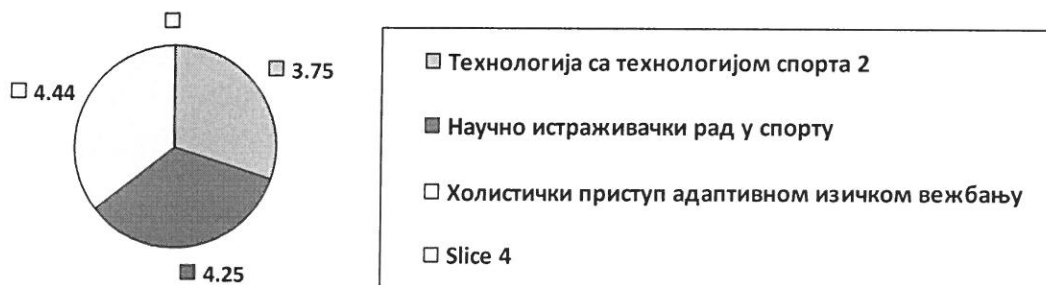 4.44
3.75
4.25
Технологија са технологијом спорта 2
Научно истраживачки рад у спорту
Холистички приступ адаптивном изичком вежбању
Slice 4